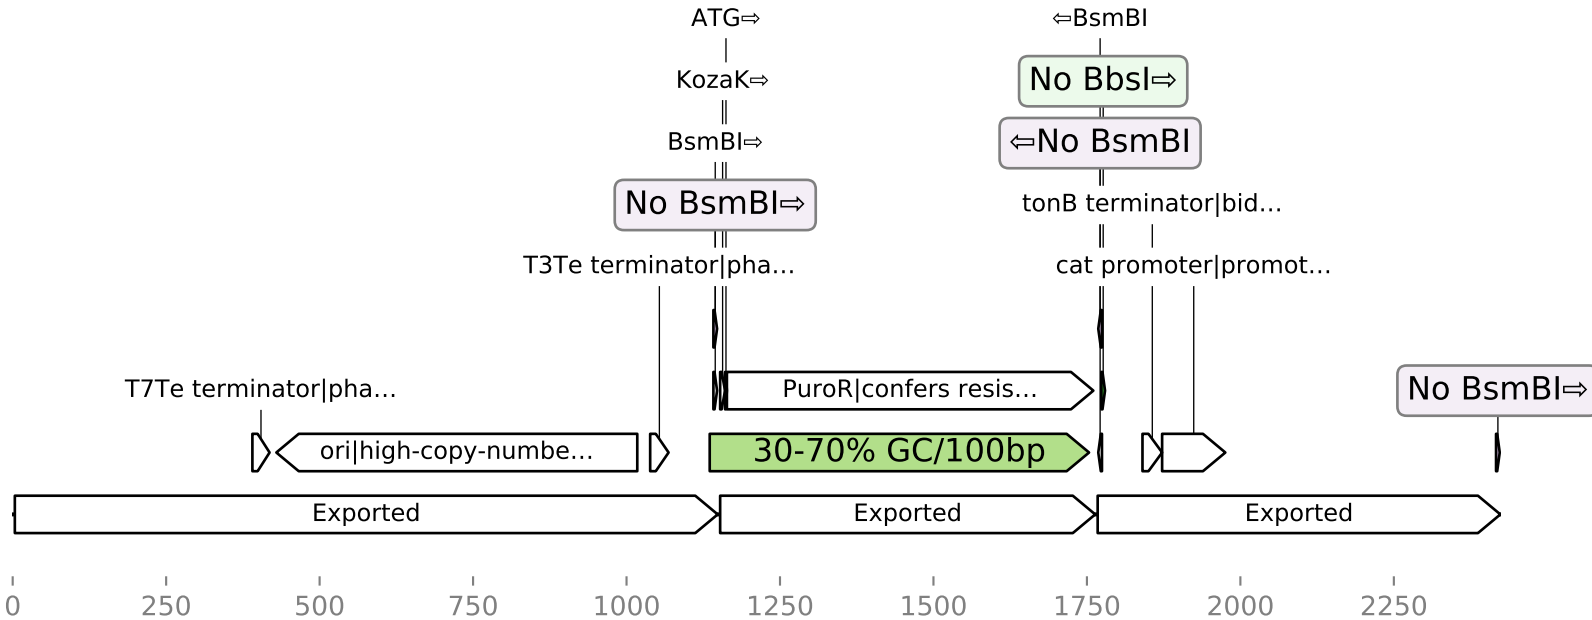 ATG⇨
⇦BsmBI
KozaK⇨
No BbsI⇨
BsmBI⇨
⇦No BsmBI
No BsmBI⇨
tonB terminator|bid...
T3Te terminator|pha...
cat promoter|promot...
T7Te terminator|pha...
PuroR|confers resis...
No BsmBI⇨
ori|high-copy-numbe...
30-70% GC/100bp
Exported
Exported
Exported
0 250 500 750 1000 1250 1500 1750 2000 2250